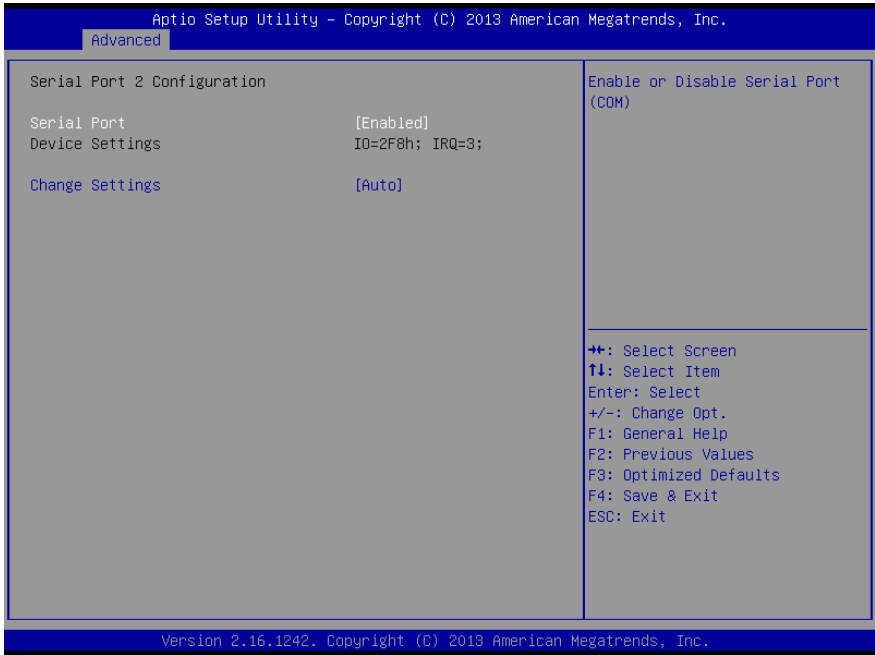 Aptio Setup Utility – Copyright (C) 2013 American Megatrends, Inc.
Advanced
Serial Port 2 Configuration
Serial Port [Enabled]
Device Settings IO=2F8h; IRQ=3;
Change Settings [Auto]
Enable or Disable Serial Port
(COM)
→←: Select Screen
↑↓: Select Item
Enter: Select
+/-: Change Opt.
F1: General Help
F2: Previous Values
F3: Optimized Defaults
F4: Save & Exit
ESC: Exit
Version 2.16.1242. Copyright (C) 2013 American Megatrends, Inc.